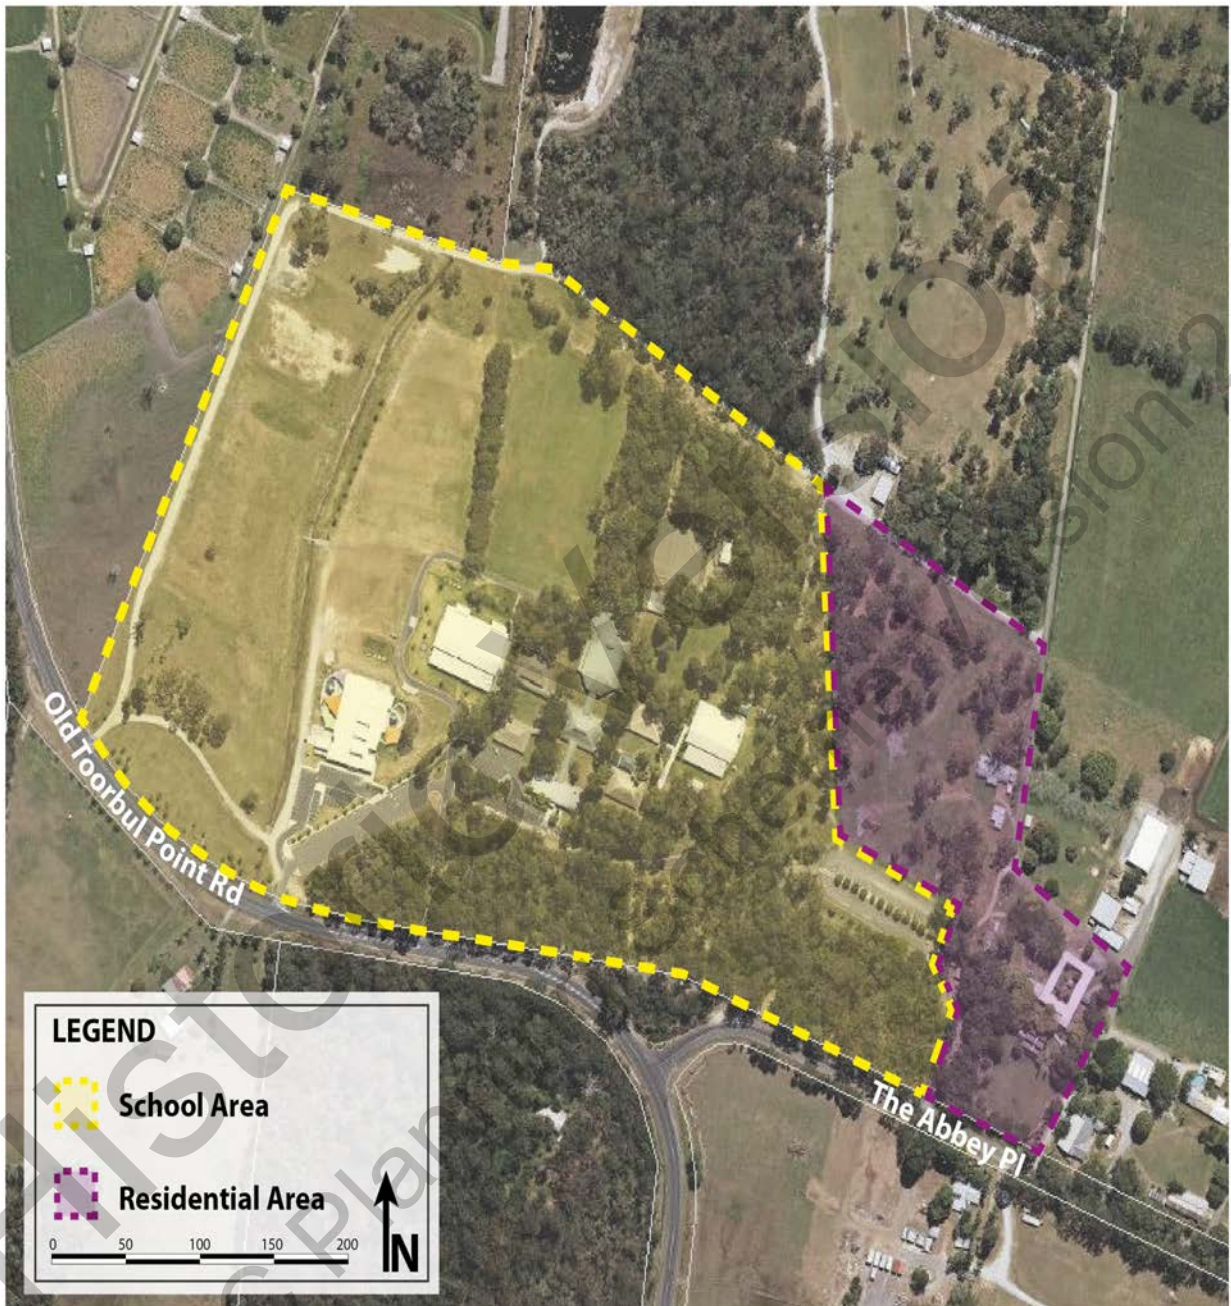 Old Toorbul Point Rd
The Abbey Pl
LEGEND
School Area
Residential Area
0 50 100 150 200
N